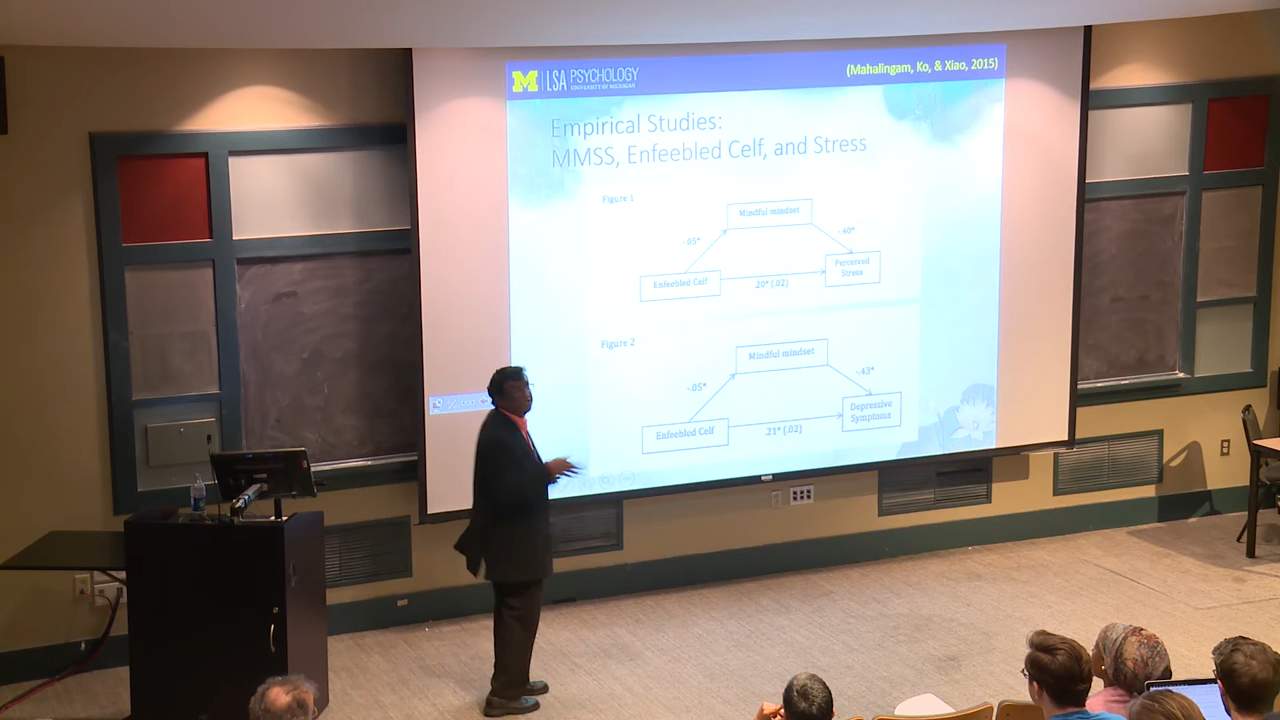 M LSA PSYCHOLOGY
UNIVERSITY OF MICHIGAN
(Mahalingam, Ko, & Xiao, 2015)
Empirical Studies:
MMSS, Enfeebled Celf, and Stress
Figure 1
Mindful mindset
-.05*
-.40*
Perceived
Stress
Enfeebled Celf
.20* (.02)
Figure 2
Mindful mindset
-.05*
-.43*
Depressive
Symptoms
Enfeebled Celf
.21* (.02)